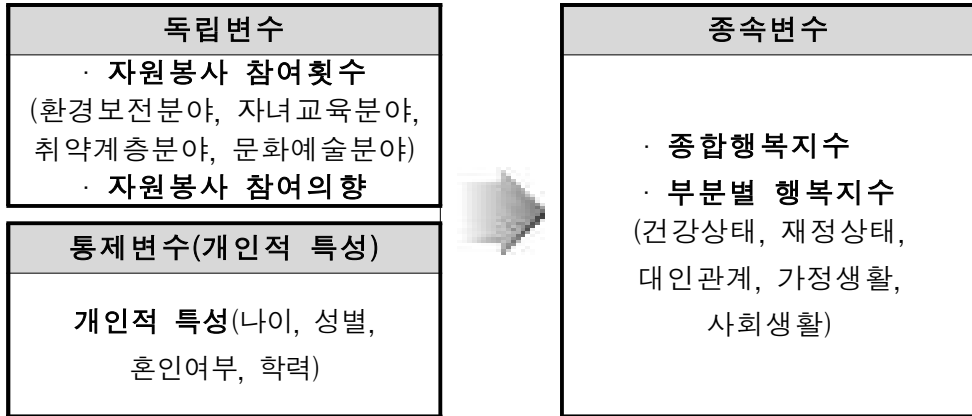 독립변수
· 자원봉사 참여횟수
(환경보전분야, 자녀교육분야,
취약계층분야, 문화예술분야)
· 자원봉사 참여의향
통제변수(개인적 특성)
개인적 특성(나이, 성별,
혼인여부, 학력)
종속변수
· 종합행복지수
· 부분별 행복지수
(건강상태, 재정상태,
대인관계, 가정생활,
사회생활)